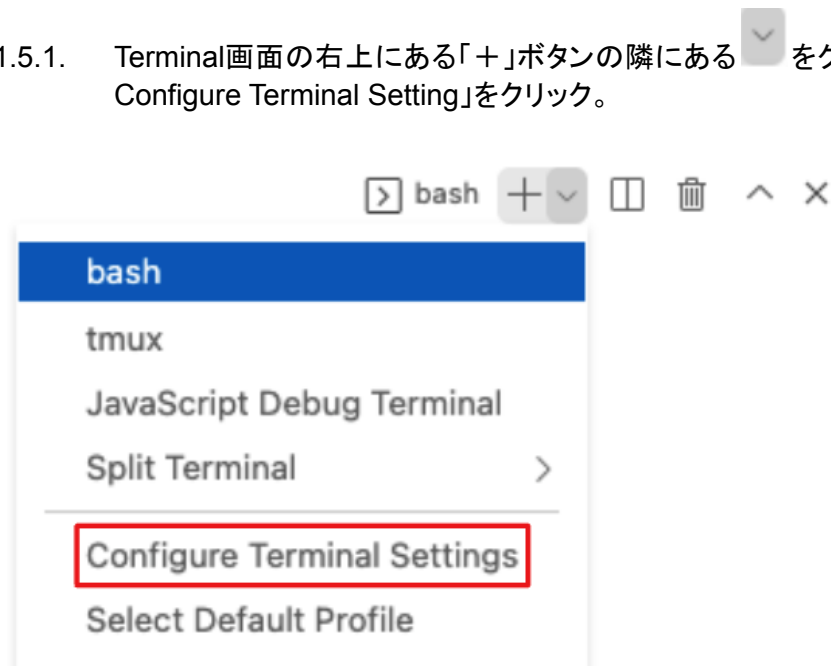 1.5.1. Terminal画面の右上にある「＋」ボタンの隣にある を
Configure Terminal Setting」をクリック。
bash
bash
tmux
JavaScript Debug Terminal
Split Terminal
Configure Terminal Settings
Select Default Profile